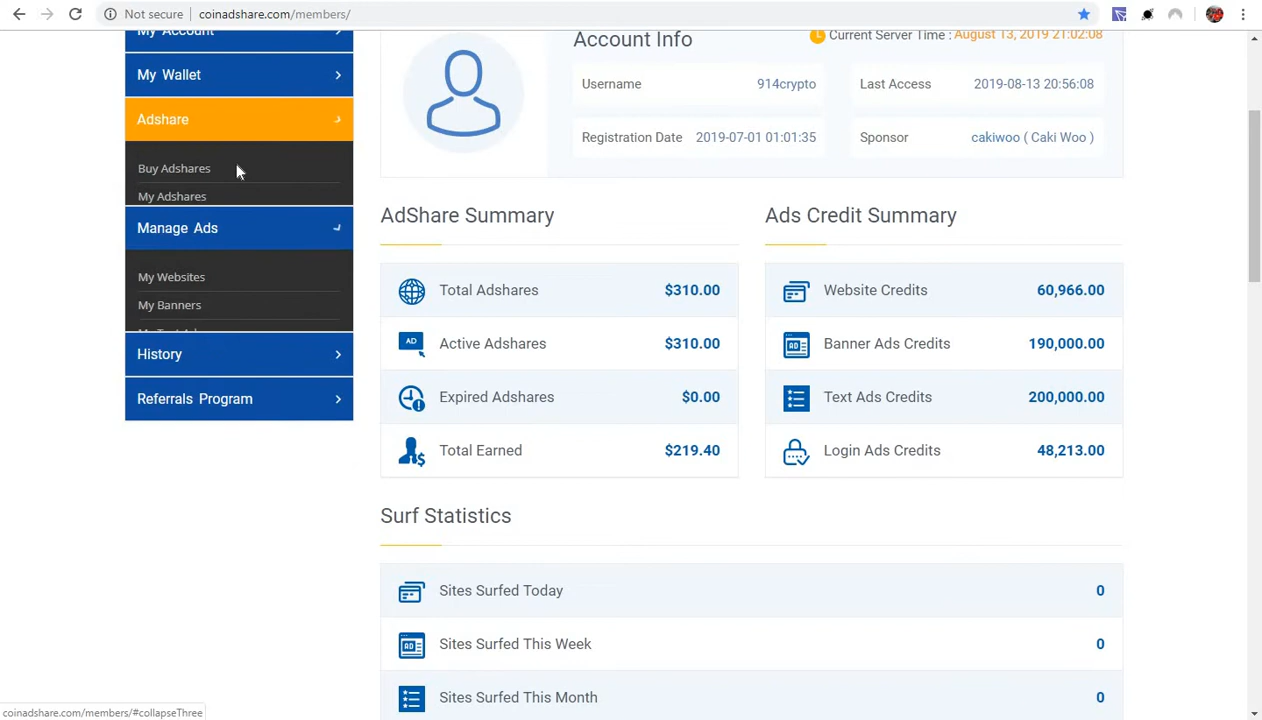 Not secure | coinadshare.com/members/
My Account
My Wallet
Adshare
Buy Adshares
My Adshares
Manage Ads
My Websites
My Banners
My Text Ads
History
Referrals Program
Account Info
Current Server Time : August 13, 2019 21:02:08
Username 914crypto
Last Access 2019-08-13 20:56:08
Registration Date 2019-07-01 01:01:35
Sponsor cakiwoo ( Caki Woo )
AdShare Summary
Total Adshares $310.00
Active Adshares $310.00
Expired Adshares $0.00
Total Earned $219.40
Ads Credit Summary
Website Credits 60,966.00
Banner Ads Credits 190,000.00
Text Ads Credits 200,000.00
Login Ads Credits 48,213.00
Surf Statistics
Sites Surfed Today 0
Sites Surfed This Week 0
Sites Surfed This Month 0
coinadshare.com/members/#collapseThree